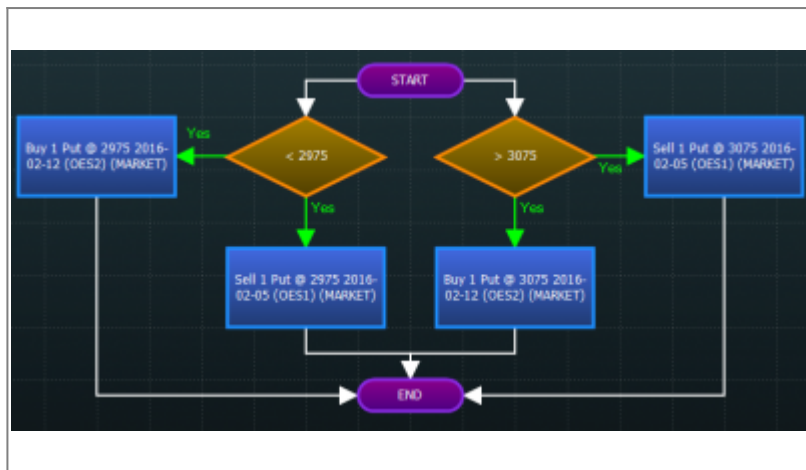 START
Buy 1 Put @ 2975 2016-
02-12 (OES2) (MARKET)
Yes
< 2975
> 3075
Yes
Sell 1 Put @ 3075 2016-
02-05 (OES1) (MARKET)
Yes
Yes
Sell 1 Put @ 2975 2016-
02-05 (OES1) (MARKET)
Buy 1 Put @ 3075 2016-
02-12 (OES2) (MARKET)
END